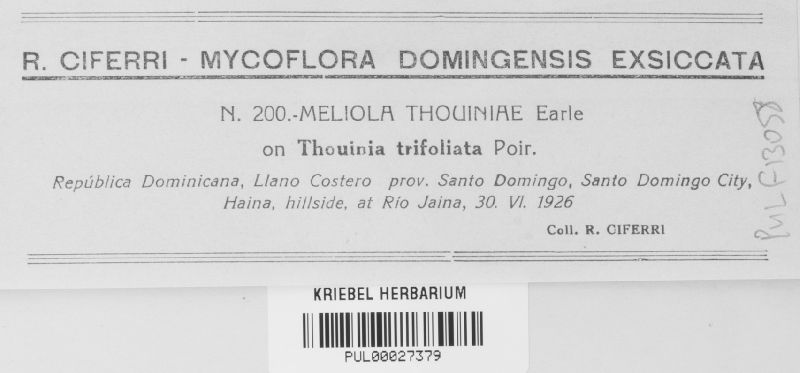 R. CIFERRI - MYCOFLORA DOMINGENSIS EXSICCATA
N. 200.-MELIOLA THOUINIAE Earle
on Thouinia trifoliata Poir.
República Dominicana, Llano Costero prov. Santo Domingo, Santo Domingo City,
Haina, hillside, at Río Jaina, 30. VI. 1926
Coll. R. CIFERRI
PUL F13058
KRIEBEL HERBARIUM
PUL00027379